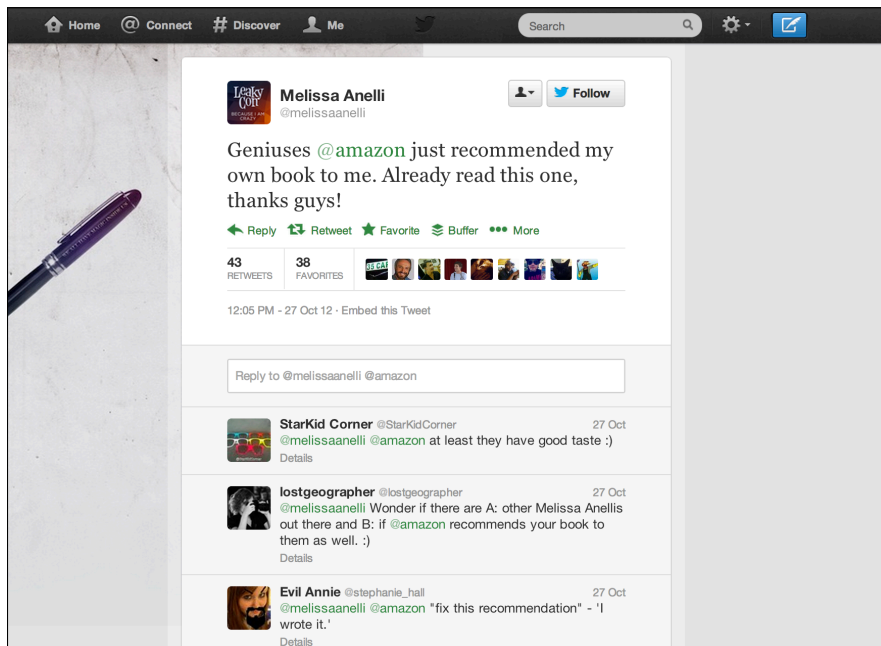 Home Connect Discover Me Search
Leaky
Con
BECAUSE I AM
CRAZY
Melissa Anelli
@melissaanelli
Follow
Geniuses @amazon just recommended my
own book to me. Already read this one,
thanks guys!
Reply Retweet Favorite Buffer More
43 38
RETWEETS FAVORITES
12:05 PM - 27 Oct 12 · Embed this Tweet
Reply to @melissaanelli @amazon
StarKid Corner @StarKidCorner 27 Oct
@melissaanelli @amazon at least they have good taste :)
Details
lostgeographer @lostgeographer 27 Oct
@melissaanelli Wonder if there are A: other Melissa Anellis
out there and B: if @amazon recommends your book to
them as well. :)
Details
Evil Annie @stephanie_hall 27 Oct
@melissaanelli @amazon "fix this recommendation" - 'I
wrote it.'
Details